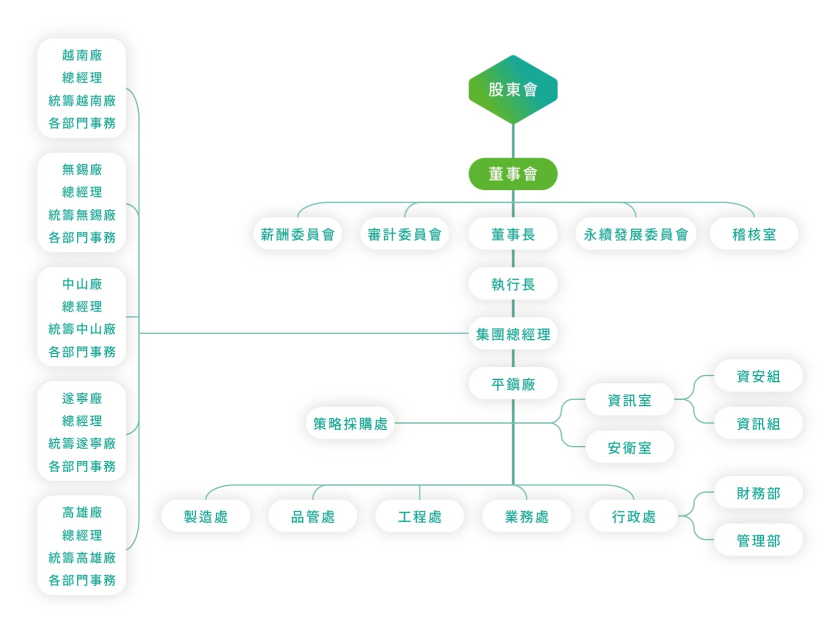 股東會
董事會
薪酬委員會
審計委員會
董事長
永續發展委員會
稽核室
執行長
集團總經理
平鎮廠
越南廠
總經理
統籌越南廠
各部門事務
無錫廠
總經理
統籌無錫廠
各部門事務
中山廠
總經理
統籌中山廠
各部門事務
遂寧廠
總經理
統籌遂寧廠
各部門事務
高雄廠
總經理
統籌高雄廠
各部門事務
策略採購處
資訊室
資安組
資訊組
安衛室
製造處
品管處
工程處
業務處
行政處
財務部
管理部